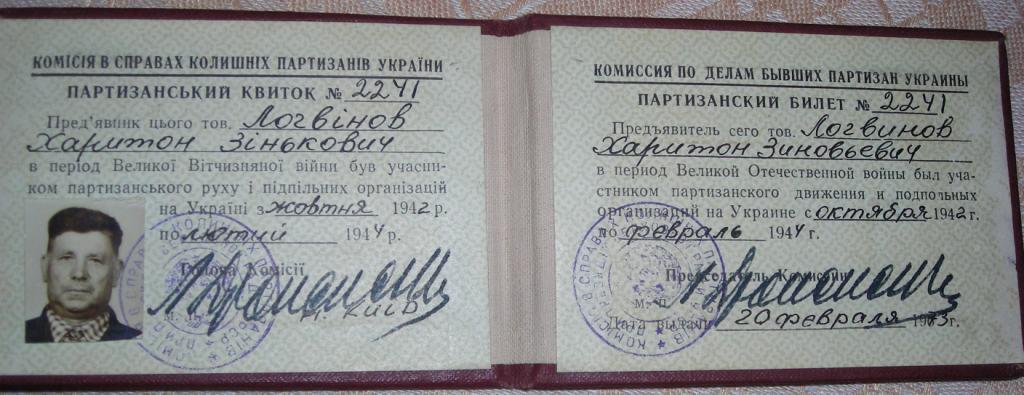 КОМІСІЯ В СПРАВАХ КОЛИШНІХ ПАРТИЗАНІВ УКРАЇНИ
ПАРТИЗАНСЬКИЙ КВИТОК № 2241
Пред'явник цього тов. Логвінов
Харитон Зінькович
в період Великої Вітчизняної війни був учасни-
ком партизанського руху і підпільних організацій
на Україні з жовтня 1942 р.
по лютий 1944 р.
Голова Комісії
м. п.
м. Київ
КОМИССИЯ ПО ДЕЛАМ БЫВШИХ ПАРТИЗАН УКРАИНЫ
ПАРТИЗАНСКИЙ БИЛЕТ № 2241
Предъявитель сего тов. Логвинов
Харитон Зиновьевич
в период Великой Отечественной войны был уча-
стником партизанского движения и подпольных
организаций на Украине с октября 1942 г.
по февраль 1944 г.
Председатель Комиссии
м. п.
Дата выдачи 20 февраля